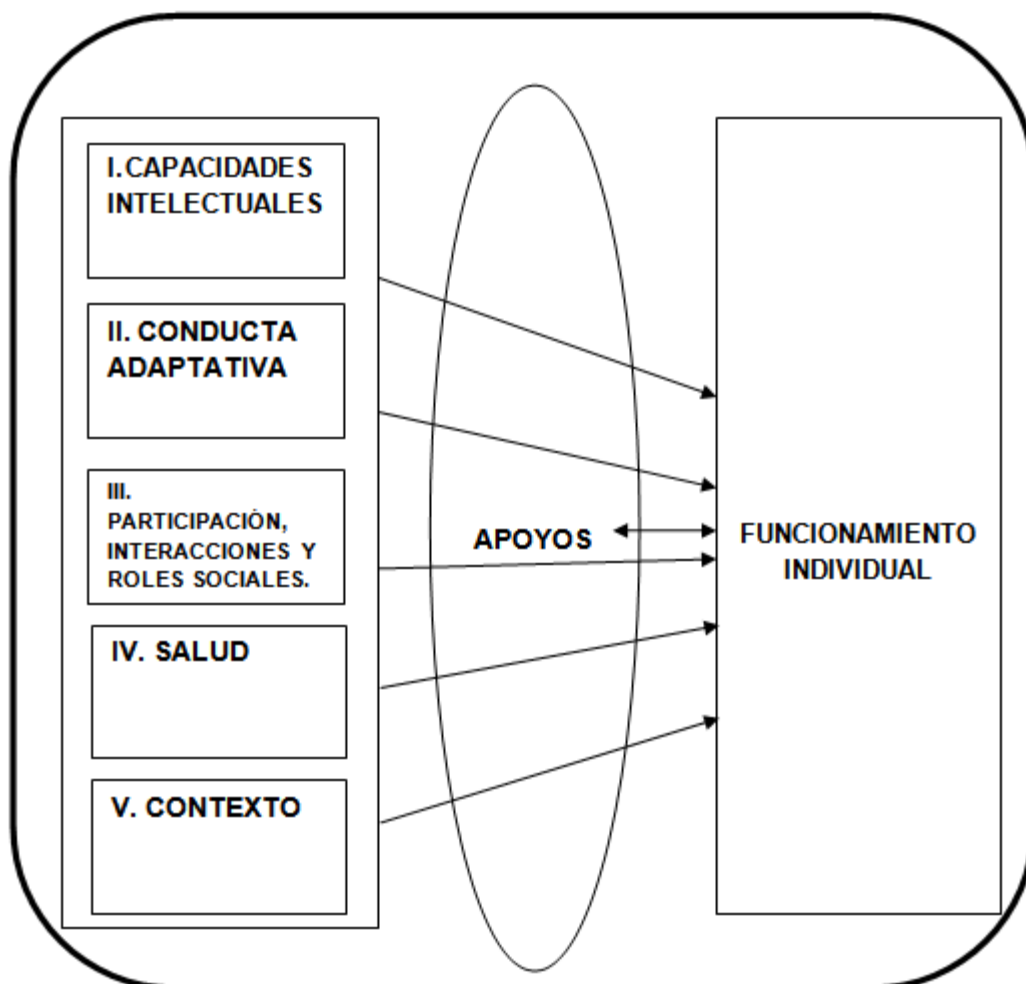 I.CAPACIDADES
INTELECTUALES
II. CONDUCTA
ADAPTATIVA
III.
PARTICIPACIÓN,
INTERACCIONES Y
ROLES SOCIALES.
IV. SALUD
V. CONTEXTO
APOYOS
FUNCIONAMIENTO
INDIVIDUAL